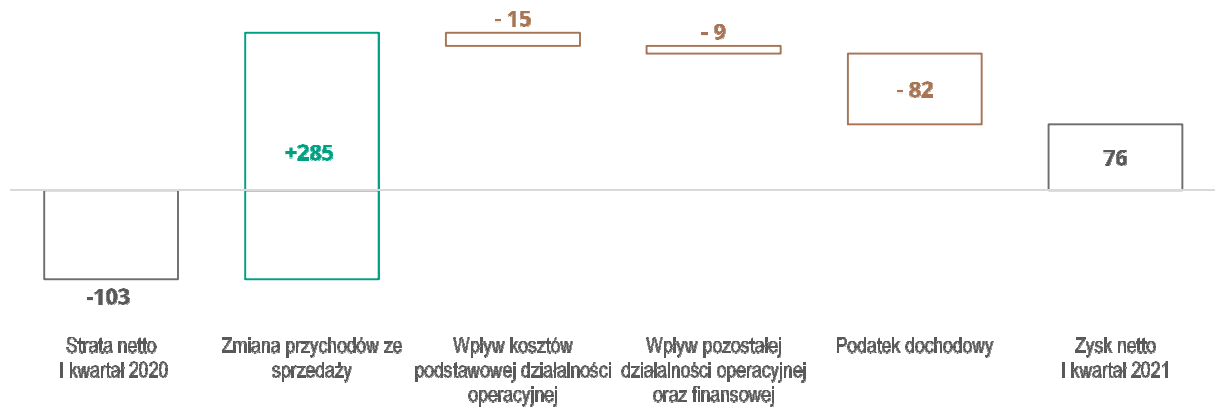 - 15
- 9
- 82
+285
76
-103
Strata netto
I kwartał 2020
Zmiana przychodów ze
sprzedaży
Wpływ kosztów
podstawowej działalności
operacyjnej
Wpływ pozostałej
działalności operacyjnej
oraz finansowej
Podatek dochodowy
Zysk netto
I kwartał 2021